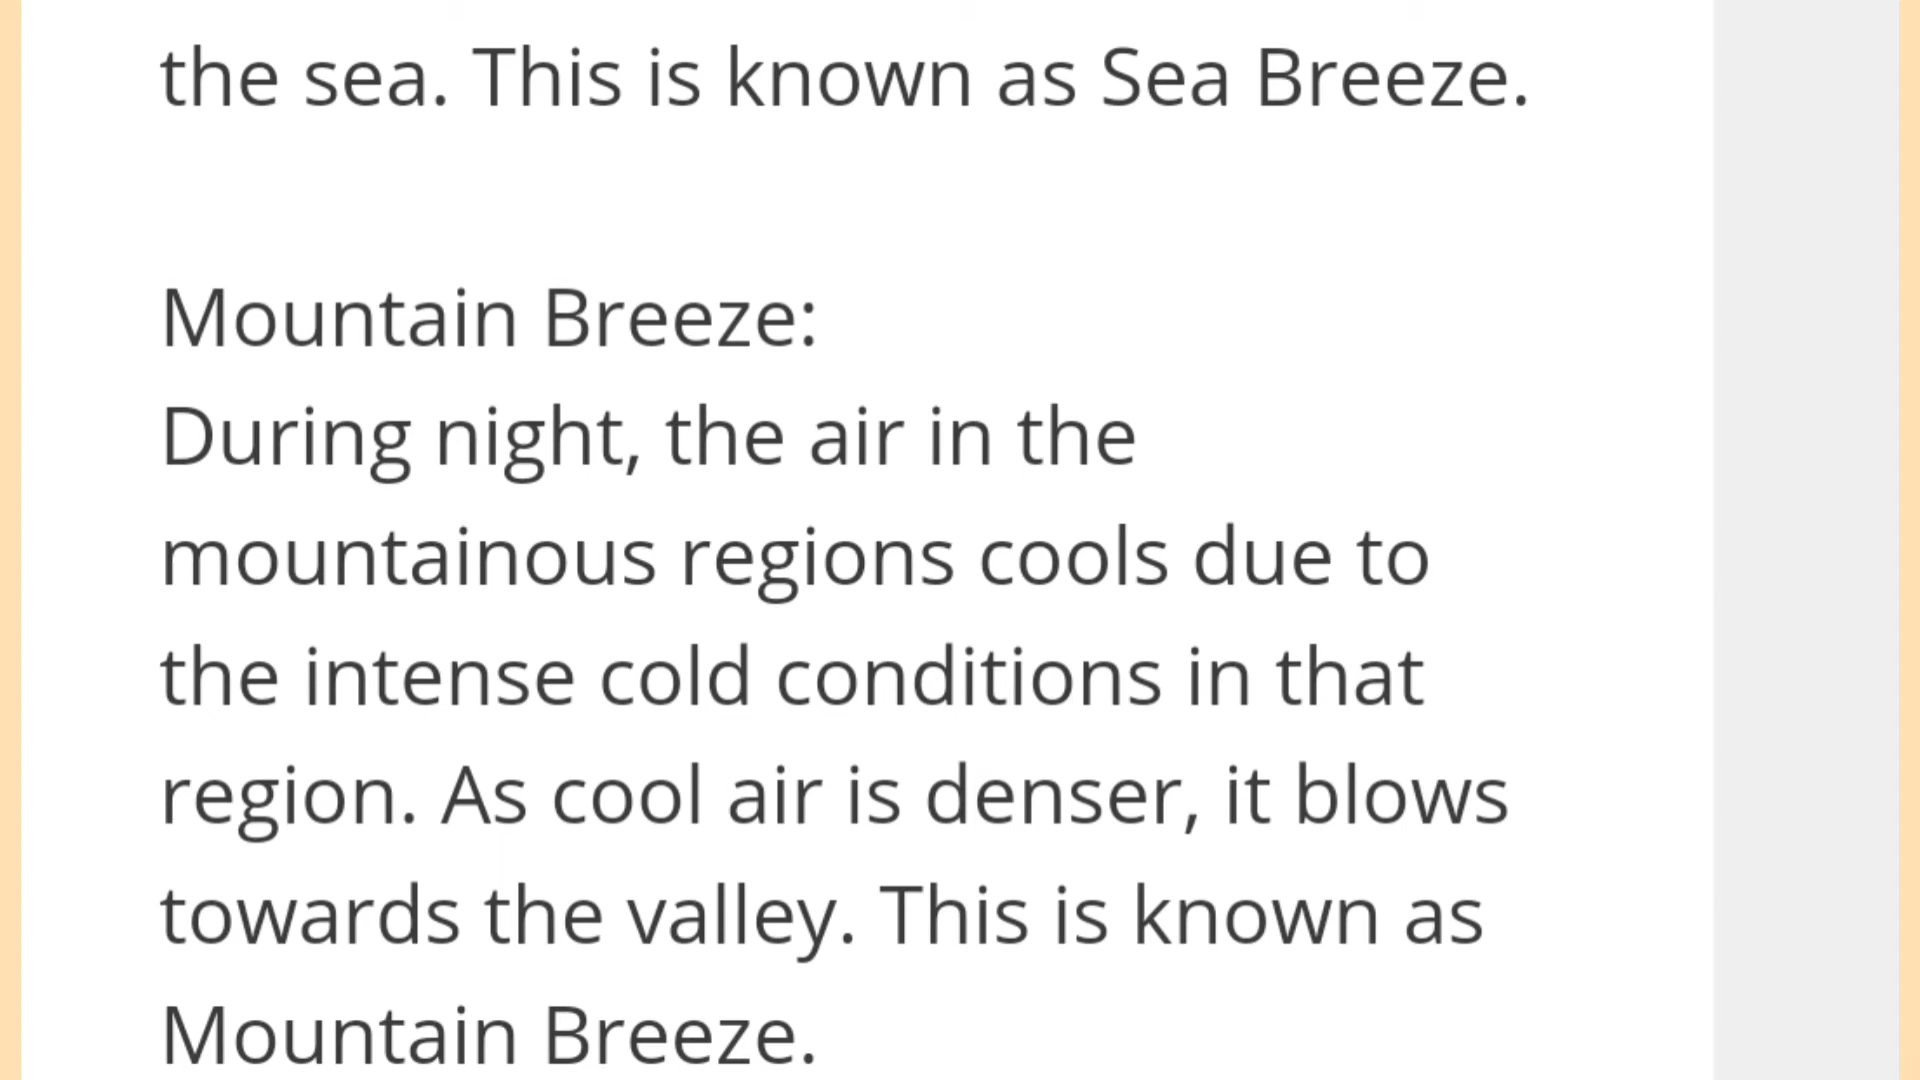 the sea. This is known as Sea Breeze.
Mountain Breeze:
During night, the air in the
mountainous regions cools due to
the intense cold conditions in that
region. As cool air is denser, it blows
towards the valley. This is known as
Mountain Breeze.